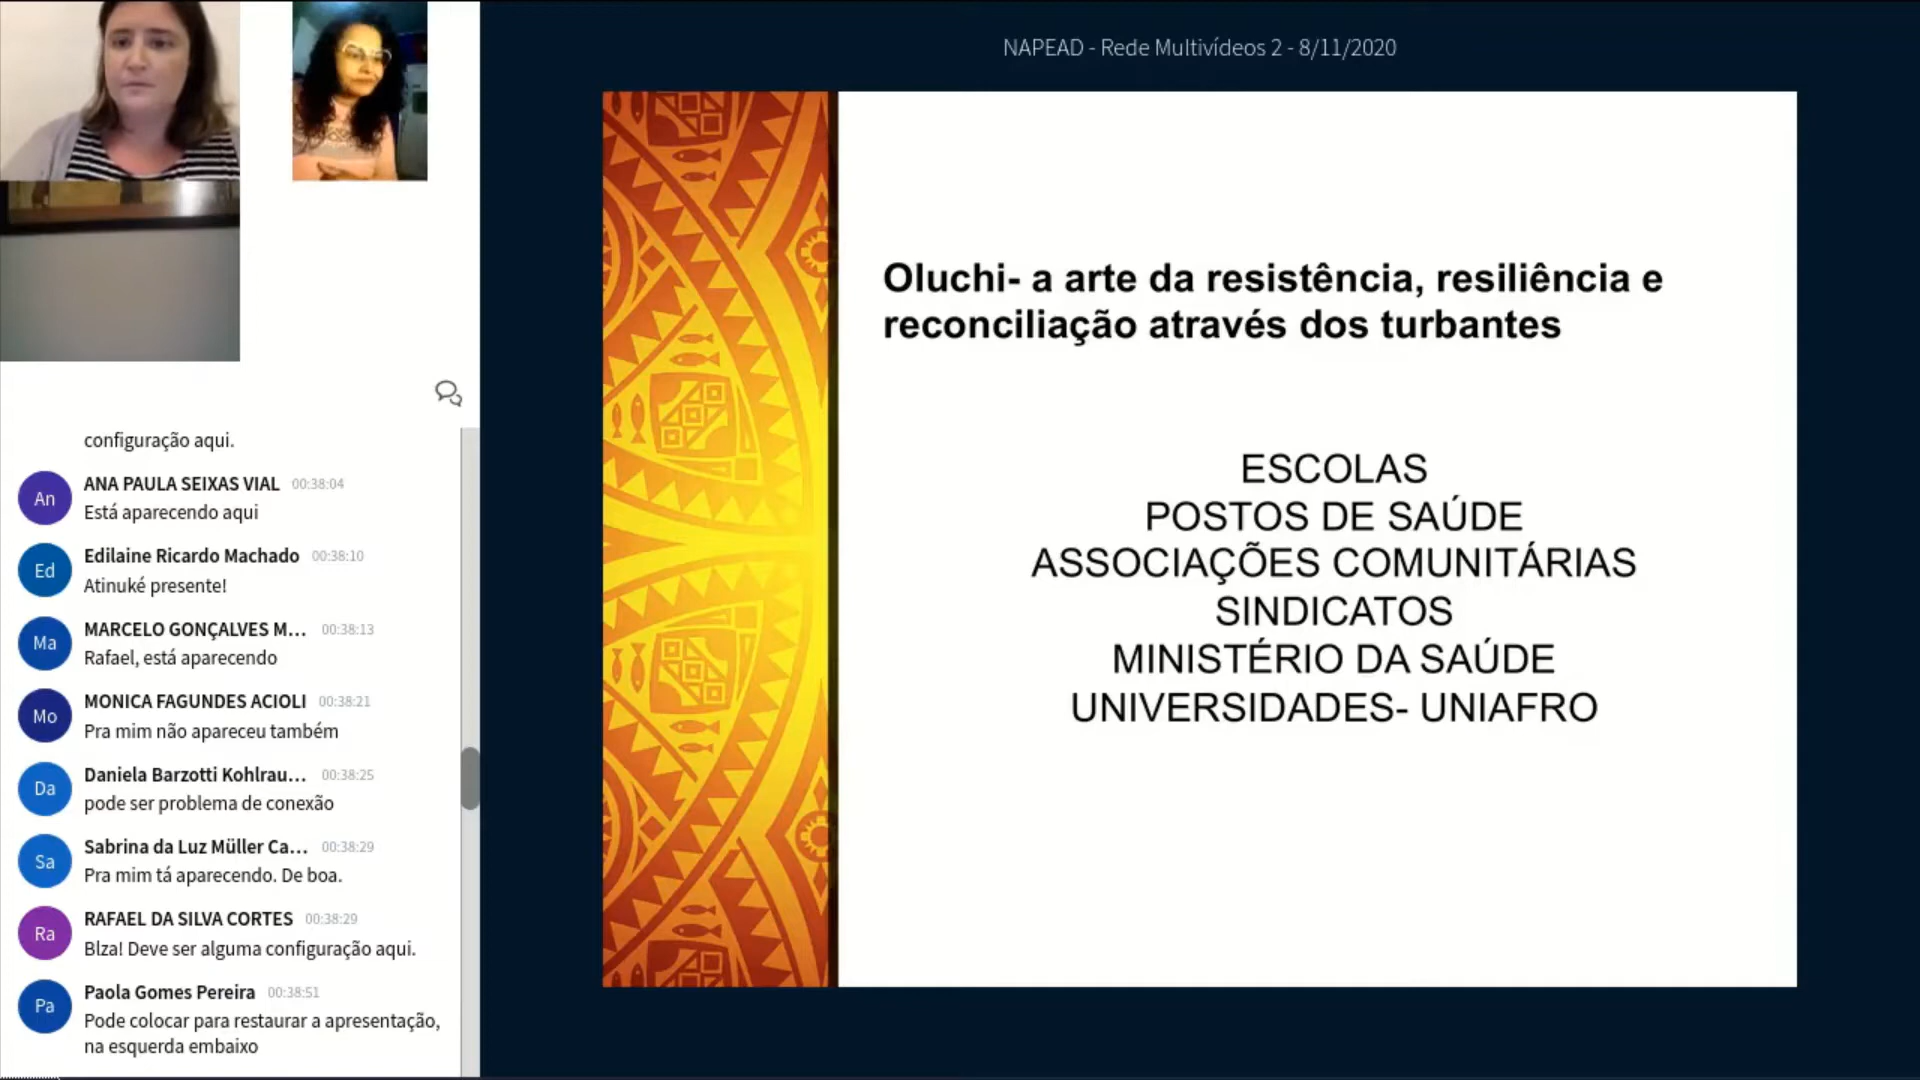 NAPEAD - Rede Multivídeos 2 - 8/11/2020
Oluchi- a arte da resistência, resiliência e
reconciliação através dos turbantes
ESCOLAS
POSTOS DE SAÚDE
ASSOCIAÇÕES COMUNITÁRIAS
SINDICATOS
MINISTÉRIO DA SAÚDE
UNIVERSIDADES- UNIAFRO
configuração aqui.
An
ANA PAULA SEIXAS VIAL 00:38:04
Está aparecendo aqui
Ed
Edilaine Ricardo Machado 00:38:10
Atinuké presente!
Ma
MARCELO GONÇALVES M... 00:38:13
Rafael, está aparecendo
Mo
MONICA FAGUNDES ACIOLI 00:38:21
Pra mim não apareceu também
Da
Daniela Barzotti Kohlrau... 00:38:25
pode ser problema de conexão
Sa
Sabrina da Luz Müller Ca... 00:38:29
Pra mim tá aparecendo. De boa.
Ra
RAFAEL DA SILVA CORTES 00:38:29
Blza! Deve ser alguma configuração aqui.
Pa
Paola Gomes Pereira 00:38:51
Pode colocar para restaurar a apresentação,
na esquerda embaixo